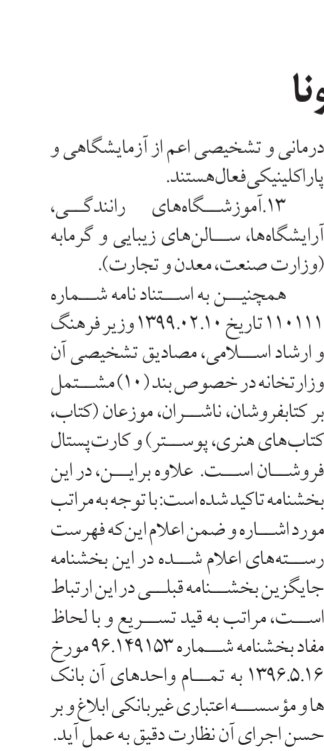 ونا
درمانی و تشخیصی اعم از آزمایشگاهی و
پاراکلینیکی فعال‌هستند.
۱۳.آموزشگاه‌های رانندگی،
آرایشگاه‌ها، سالن‌های زیبایی و گرمابه
(وزارت صنعت، معدن و تجارت).
همچنین به استناد نامه شماره
۱۱۰۱۱۱ تاریخ ۱۳۹۹.۰۲.۱۰ وزیر فرهنگ
و ارشاد اسلامی، مصادیق تشخیصی آن
وزارتخانه در خصوص بند (۱۰) مشتمل
بر کتابفروشان، ناشران، موزعان (کتاب،
کتاب‌های هنری، پوستر) و کارت‌پستال
فروشان است. علاوه براین، در این
بخشنامه تاکید شده است: با توجه به مراتب
مورد اشاره و ضمن اعلام این‌که فهرست
رسته‌های اعلام شده در این بخشنامه
جایگزین بخشنامه قبلی در این ارتباط
است، مراتب به قید تسریع و با لحاظ
مفاد بخشنامه شماره ۹۶.۱۴۹۱۵۳ مورخ
۱۳۹۶.۵.۱۶ به تمام واحدهای آن بانک
ها و مؤسسه اعتباری غیربانکی ابلاغ و بر
حسن اجرای آن نظارت دقیق به عمل آید.